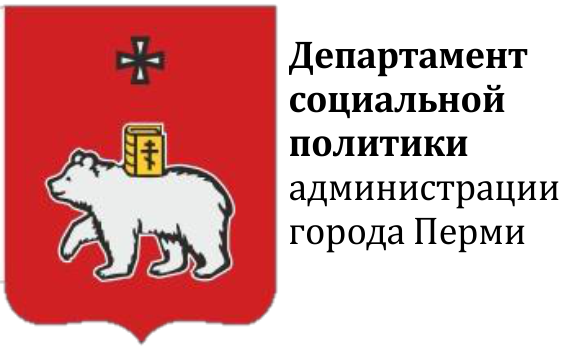 Департамент
социальной
политики
администрации
города Перми